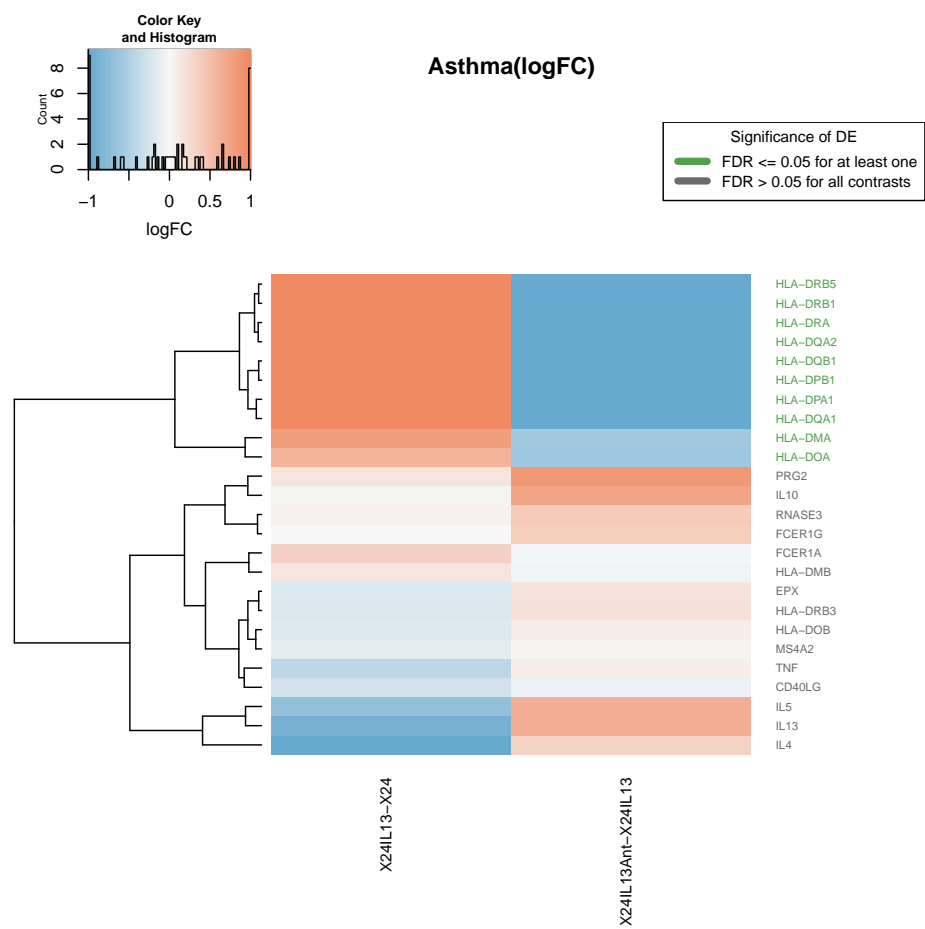 Color Key
and Histogram
Count
0 2 4 6 8
−1 0 0.5 1
logFC
Asthma(logFC)
Significance of DE
FDR <= 0.05 for at least one
FDR > 0.05 for all contrasts
HLA−DRB5
HLA−DRB1
HLA−DRA
HLA−DQA2
HLA−DQB1
HLA−DPB1
HLA−DPA1
HLA−DQA1
HLA−DMA
HLA−DOA
PRG2
IL10
RNASE3
FCER1G
FCER1A
HLA−DMB
EPX
HLA−DRB3
HLA−DOB
MS4A2
TNF
CD40LG
IL5
IL13
IL4
X24IL13−X24
X24IL13Ant−X24IL13